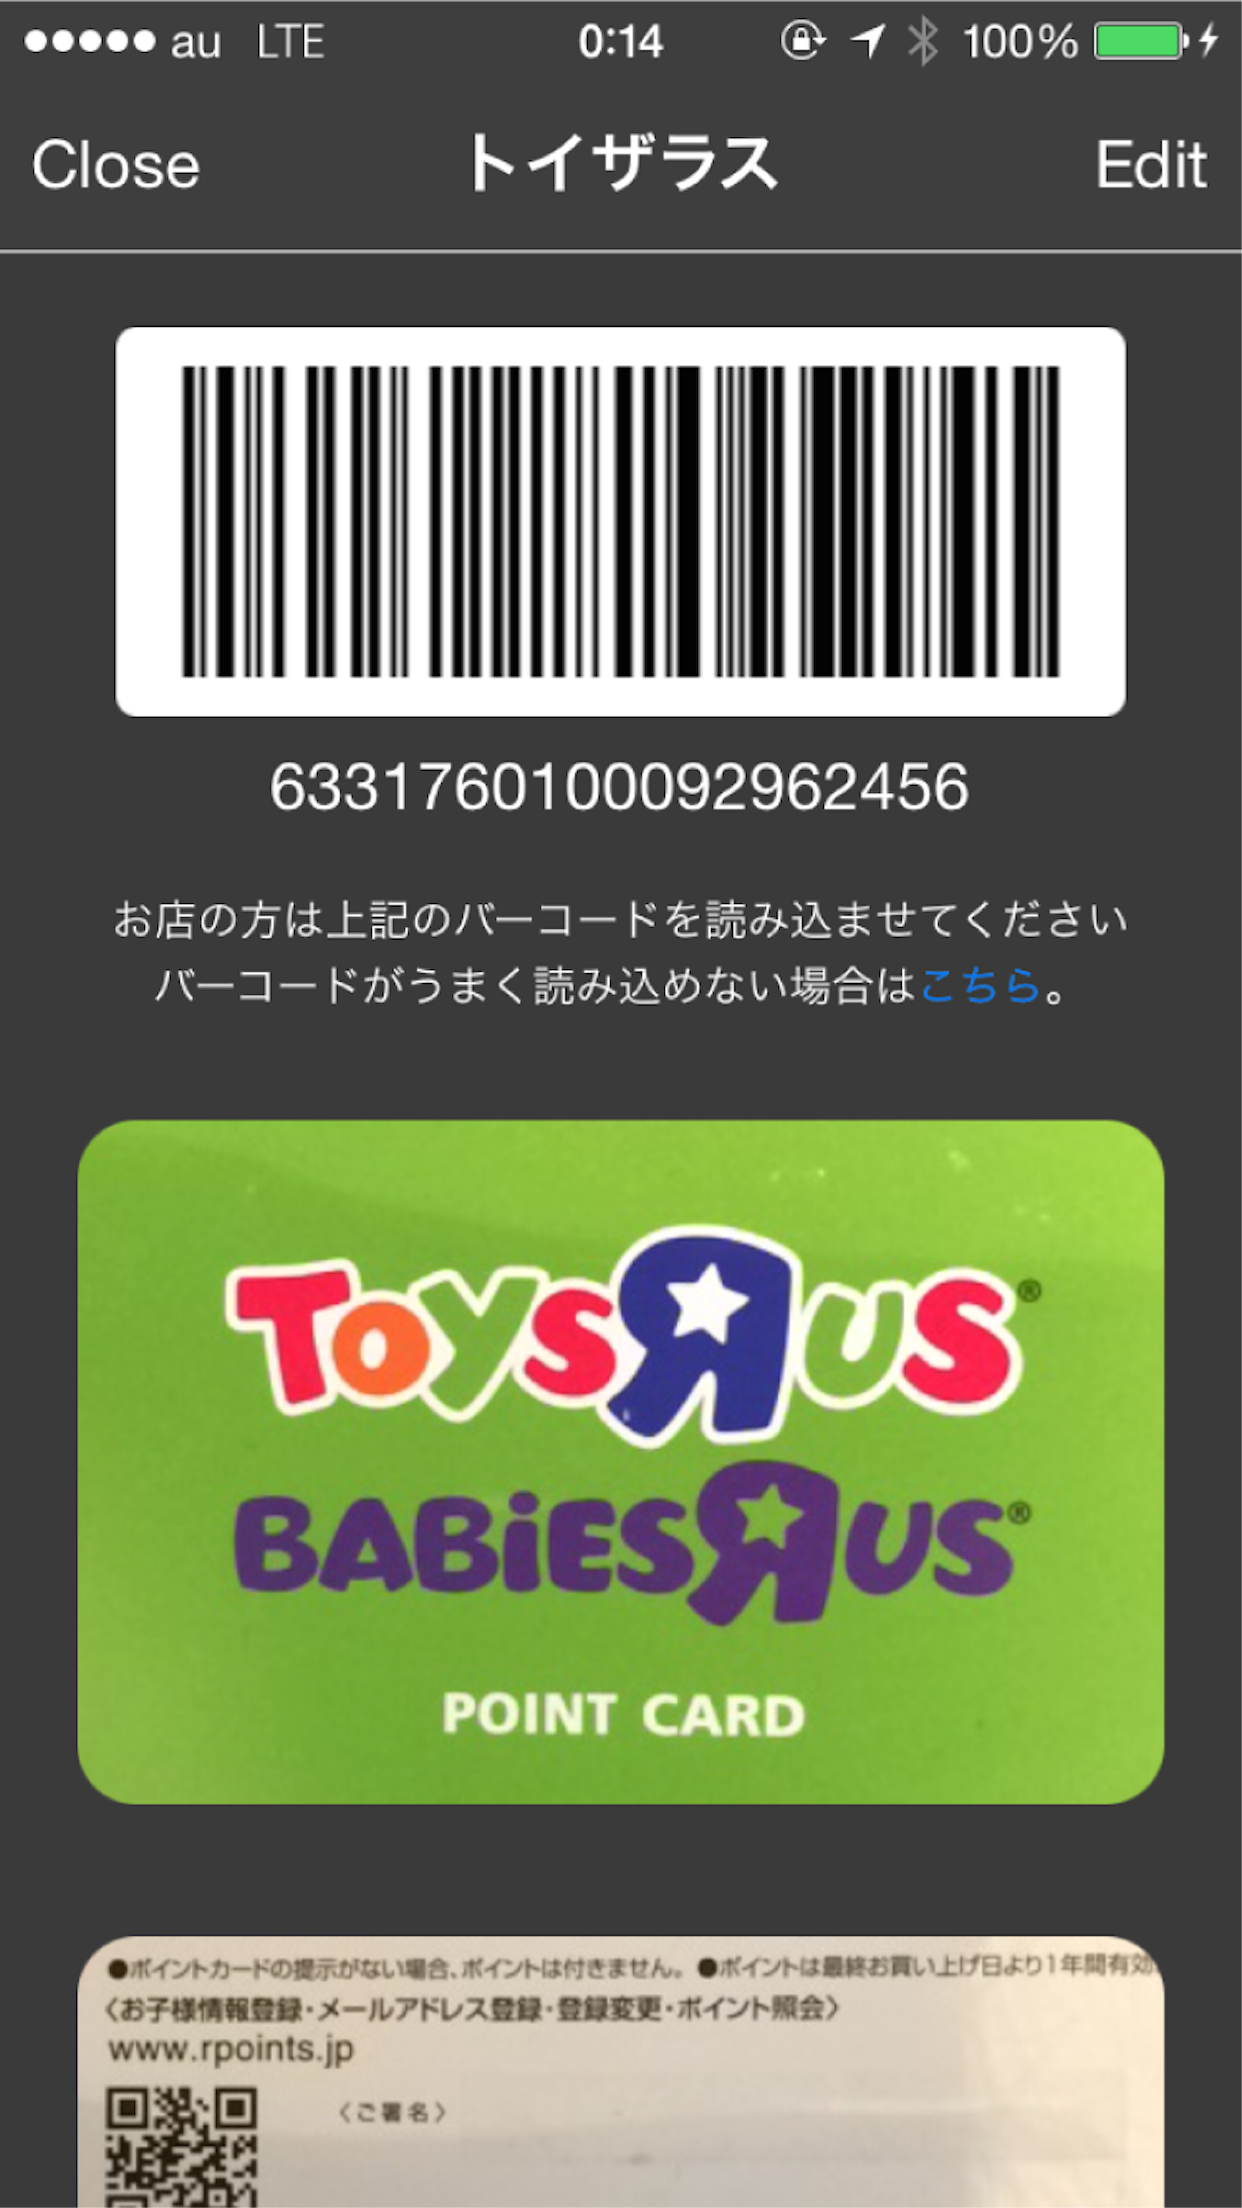 au LTE 0:14 100%
Close トイザラス Edit
6331760100092962456
お店の方は上記のバーコードを読み込ませてください
バーコードがうまく読み込めない場合はこちら。
TOYSRUS®
BABIESRUS®
POINT CARD
●ポイントカードの提示がない場合、ポイントは付きません。 ●ポイントは最終お買い上げ日より1年間有効
〈お子様情報登録・メールアドレス登録・登録変更・ポイント照会〉
www.rpoints.jp
〈ご署名〉